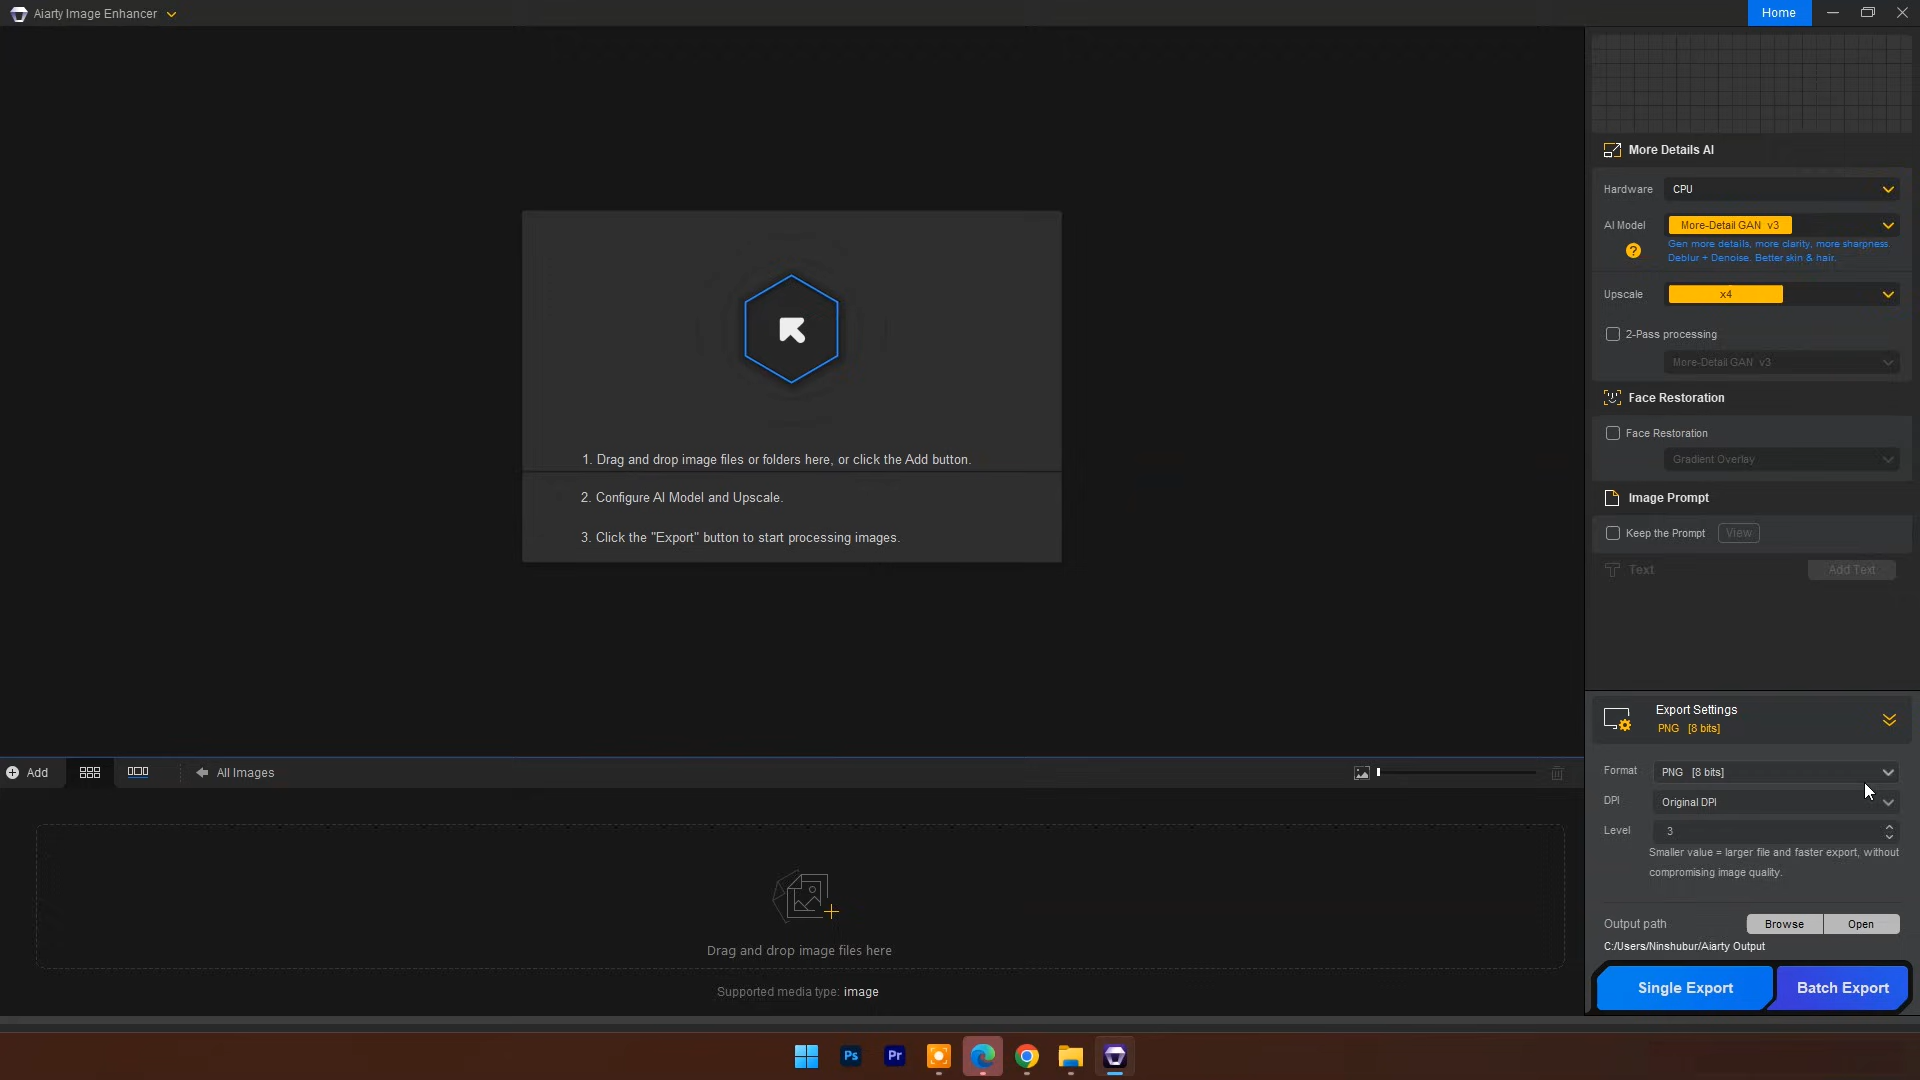 Aiarty Image Enhancer
Home
More Details AI
Hardware CPU
AI Model More-Detail GAN v3
? Gen more details, more clarity, more sharpness.
Deblur + Denoise. Better skin & hair.
Upscale x4
2-Pass processing
More-Detail GAN v3
Face Restoration
Face Restoration
Gradient Overlay
Image Prompt
Keep the Prompt View
Text Add Text
1. Drag and drop image files or folders here, or click the Add button.
2. Configure AI Model and Upscale.
3. Click the "Export" button to start processing images.
Export Settings
PNG [8 bits]
Format PNG [8 bits]
DPI Original DPI
Level 3
Smaller value = larger file and faster export, without
compromising image quality.
Output path Browse Open
C:/Users/Ninshubur/Aiarty Output
Single Export Batch Export
Add All Images
Drag and drop image files here
Supported media type: image
Ps Pr